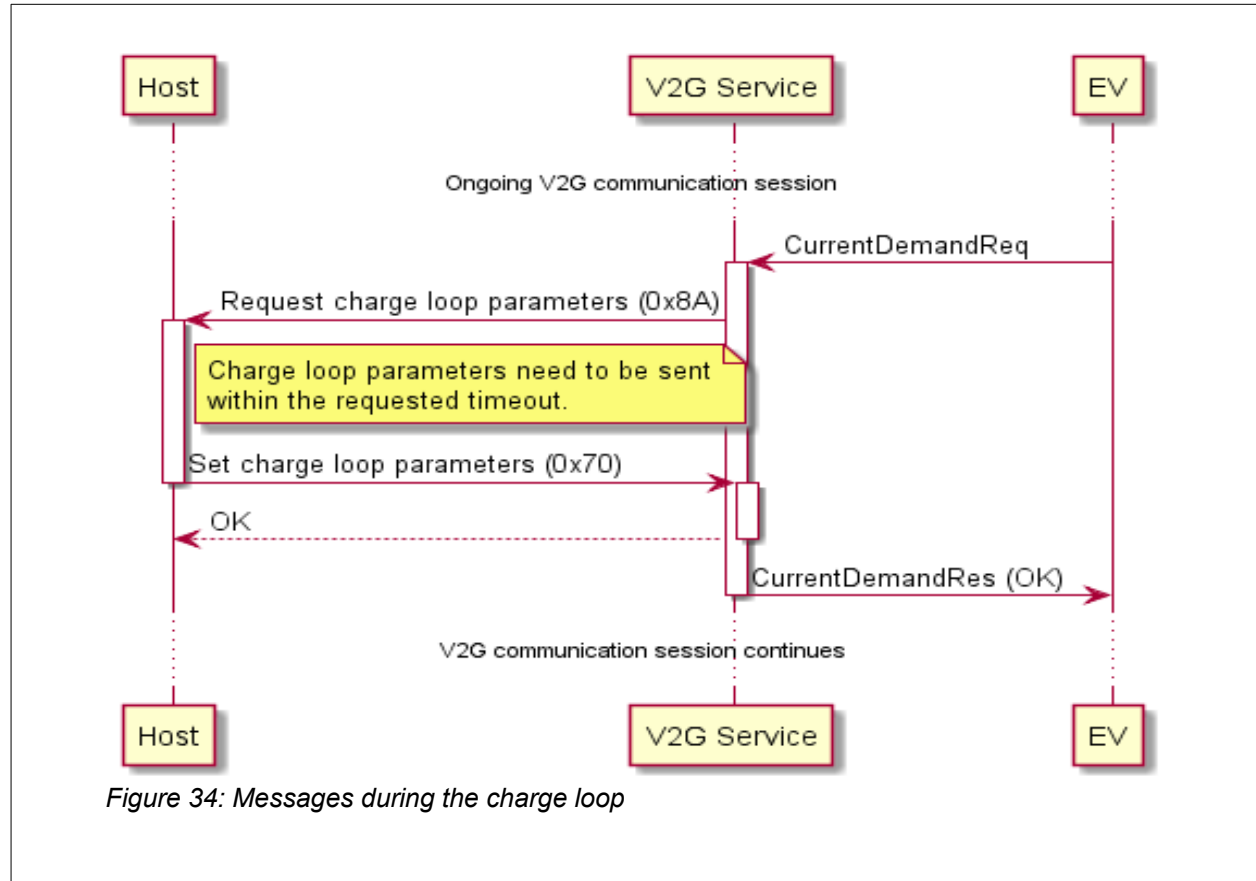 Host
V2G Service
EV
Ongoing V2G communication session
CurrentDemandReq
Request charge loop parameters (0x8A)
Charge loop parameters need to be sent
within the requested timeout.
Set charge loop parameters (0x70)
OK
CurrentDemandRes (OK)
V2G communication session continues
Host
V2G Service
EV
Figure 34: Messages during the charge loop